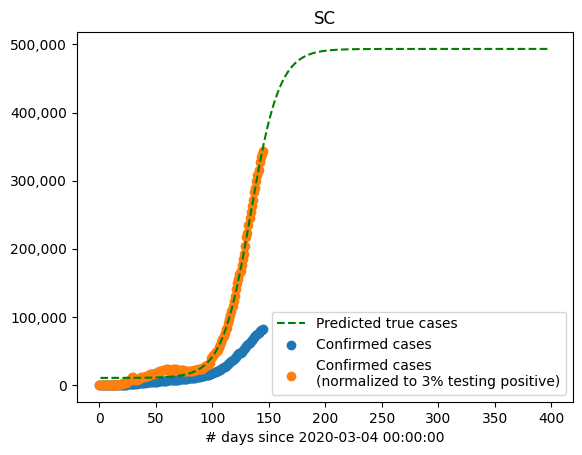 SC
500,000
400,000
300,000
200,000
100,000
0
Predicted true cases
Confirmed cases
Confirmed cases
(normalized to 3% testing positive)
0 50 100 150 200 250 300 350 400
# days since 2020-03-04 00:00:00